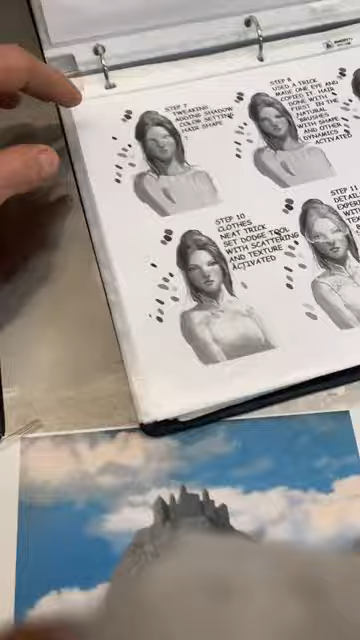 STEP 7
TWEAKING
ADDING SHADOW
COLOR SETTING
HAIR SHAPE
STEP 8
USED A TRICK
MADE ONE EYE AND
COPIED IT. HAIR
DONE WITH
FIRST IN THE
NATURAL
BRUSHES
WITH SHAPE
AND OTHER
DYNAMICS
ACTIVATED
STEP 10
CLOTHES
NEAT TRICK
SET DODGE TOOL
WITH SCATTERING
AND TEXTURE
ACTIVATED
STEP 11